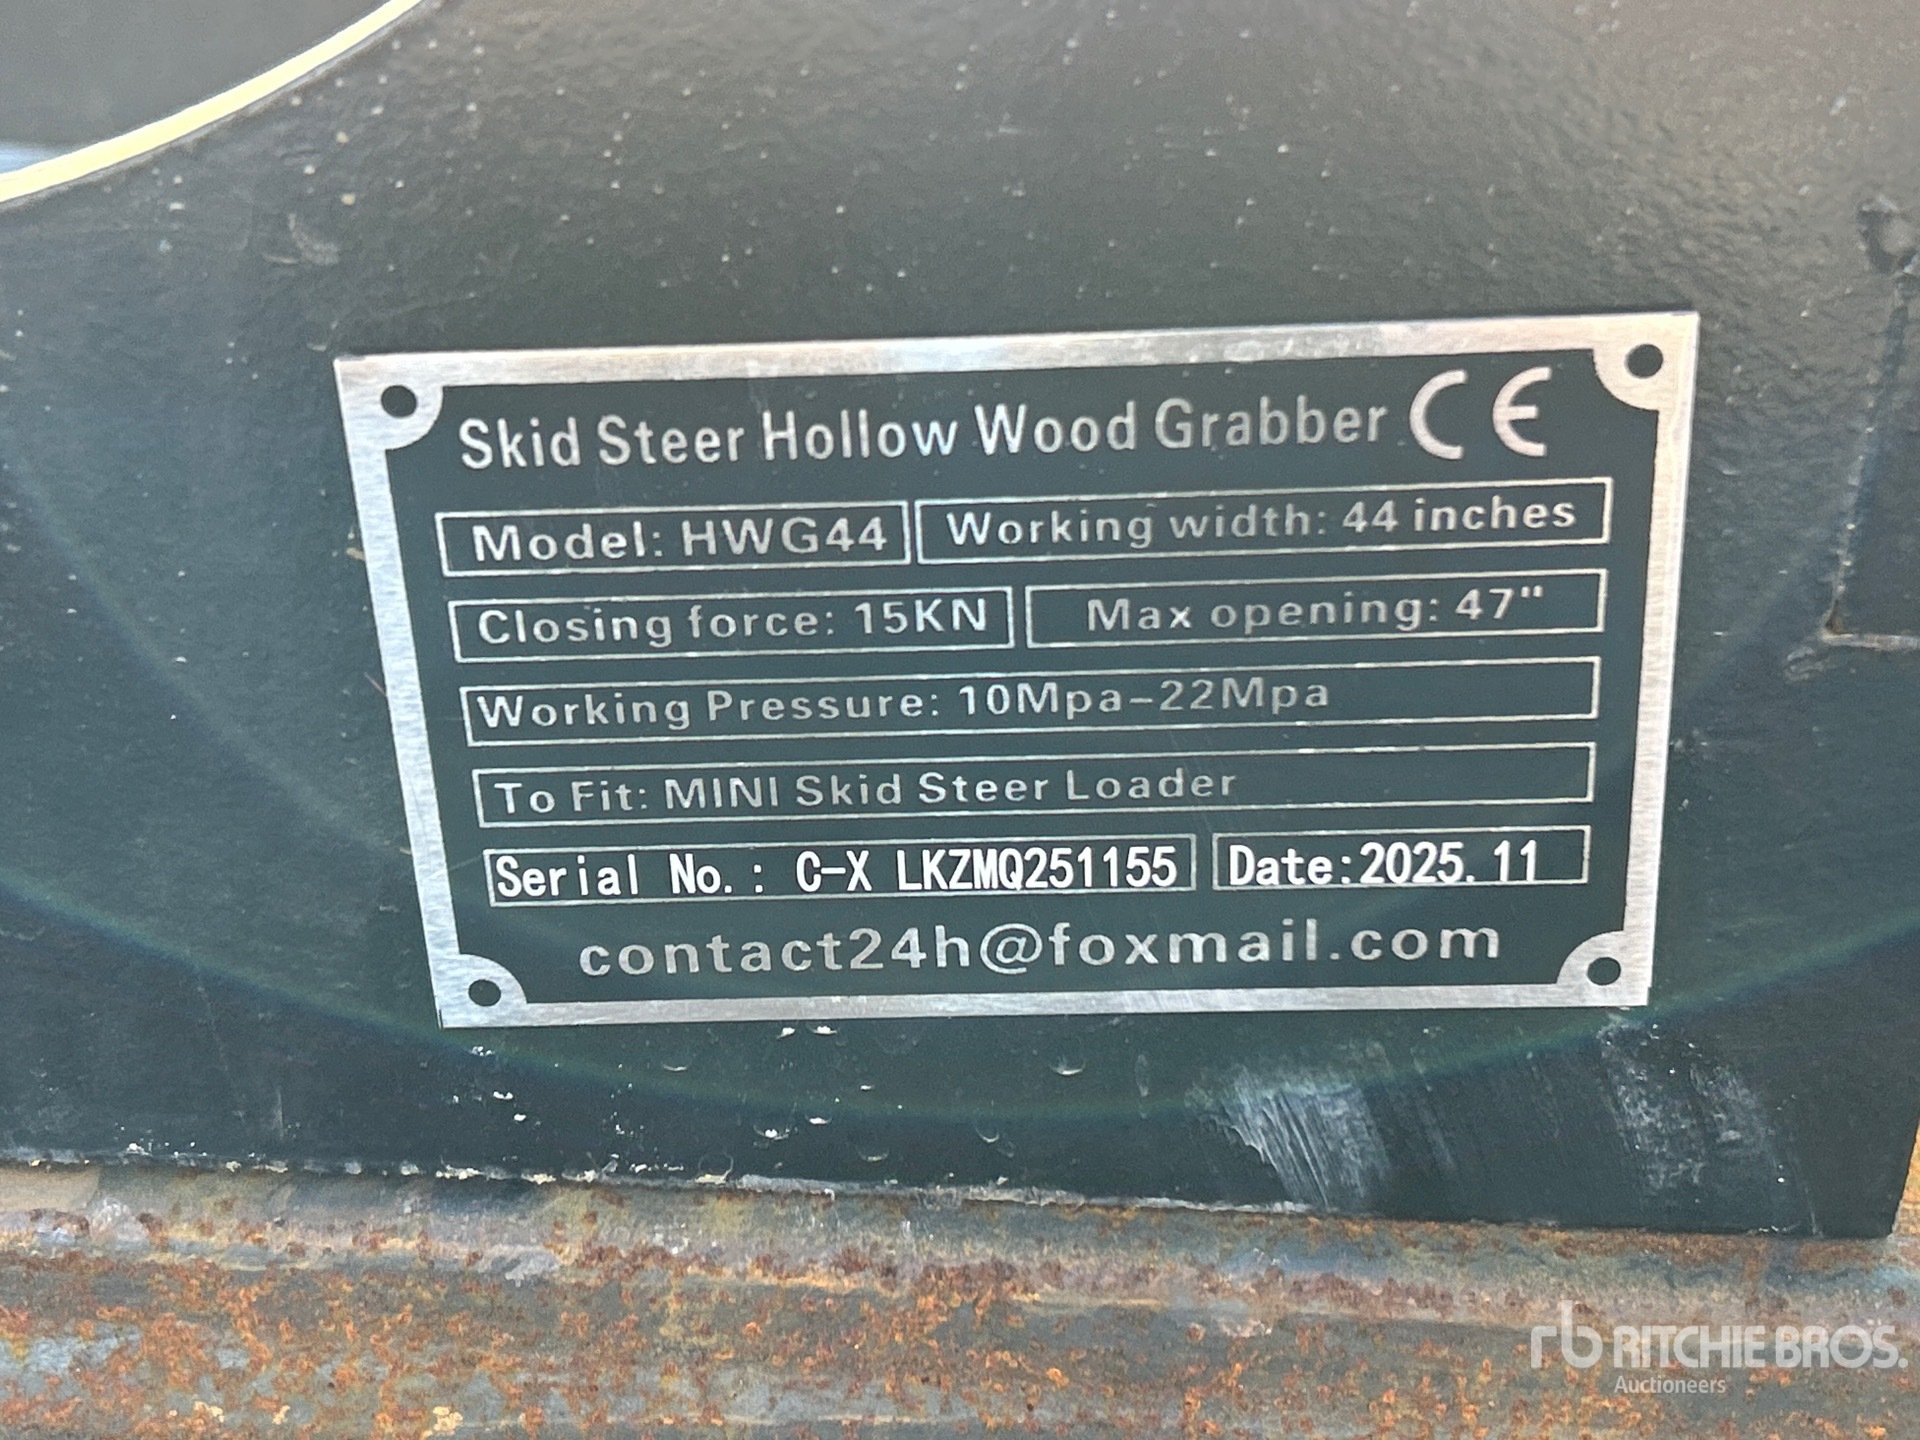 Skid Steer Hollow Wood Grabber CE
Model: HWG44 Working width: 44 inches
Closing force: 15KN Max opening: 47"
Working Pressure: 10Mpa-22Mpa
To Fit: MINI Skid Steer Loader
Serial No.: C-X LKZMQ251155 Date:2025.11
contact24h@foxmail.com
rb RITCHIE BROS.
Auctioneers